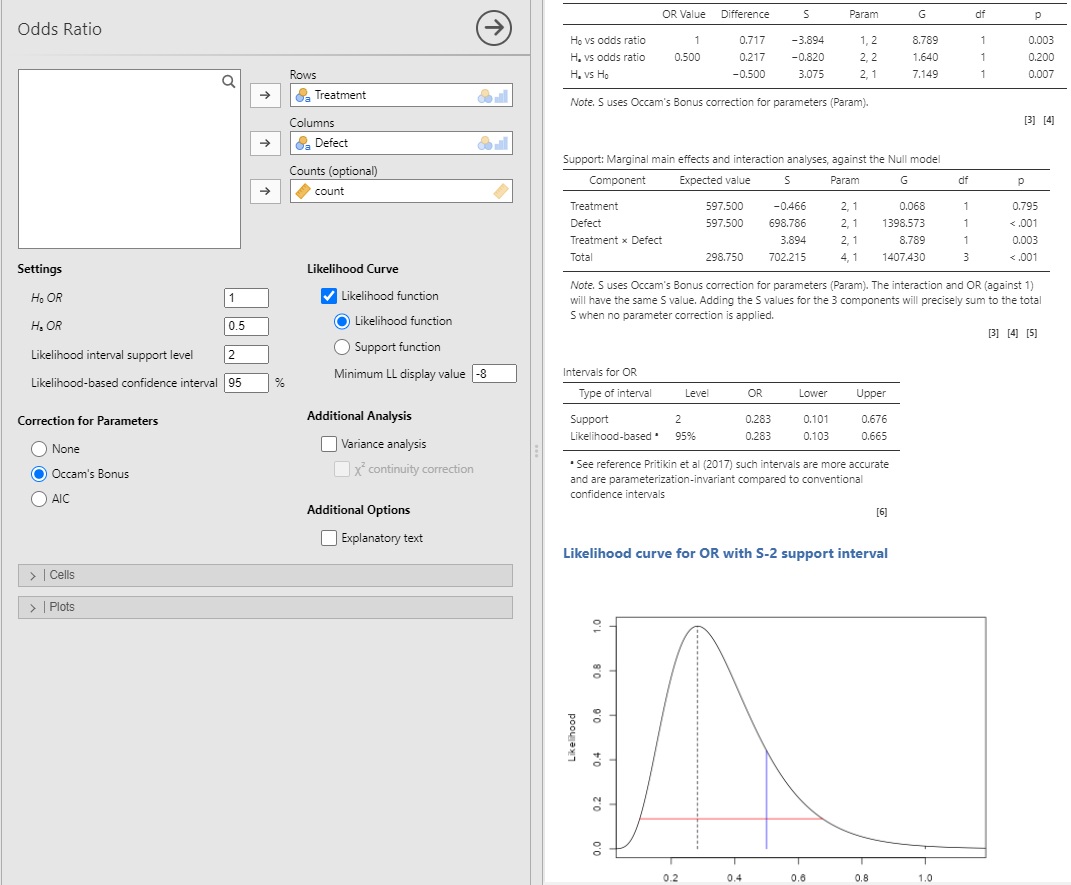 Odds Ratio
Rows
Treatment
Columns
Defect
Counts (optional)
count
Settings
H₀ OR
1
Hₐ OR
0.5
Likelihood interval support level
2
Likelihood-based confidence interval
95
%
Correction for Parameters
None
Occam's Bonus
AIC
Likelihood Curve
Likelihood function
Likelihood function
Support function
Minimum LL display value
-8
Additional Analysis
Variance analysis
χ² continuity correction
Additional Options
Explanatory text
| Cells
| Plots
OR Value Difference S Param G df p
H₀ vs odds ratio 1 0.717 −3.894 1, 2 8.789 1 0.003
Hₐ vs odds ratio 0.500 0.217 −0.820 2, 2 1.640 1 0.200
Hₐ vs H₀ −0.500 3.075 2, 1 7.149 1 0.007
Note. S uses Occam's Bonus correction for parameters (Param).
[3] [4]
Support: Marginal main effects and interaction analyses, against the Null model
Component Expected value S Param G df p
Treatment 597.500 −0.466 2, 1 0.068 1 0.795
Defect 597.500 698.786 2, 1 1398.573 1 < .001
Treatment × Defect 3.894 2, 1 8.789 1 0.003
Total 298.750 702.215 4, 1 1407.430 3 < .001
Note. S uses Occam's Bonus correction for parameters (Param). The interaction and OR (against 1)
will have the same S value. Adding the S values for the 3 components will precisely sum to the total
S when no parameter correction is applied.
[3] [4] [5]
Intervals for OR
Type of interval Level OR Lower Upper
Support 2 0.283 0.101 0.676
Likelihood-based ᵃ 95% 0.283 0.103 0.665
ᵃ See reference Pritikin et al (2017) such intervals are more accurate
and are parameterization-invariant compared to conventional
confidence intervals
[6]
Likelihood curve for OR with S-2 support interval
Likelihood
1.0
0.8
0.6
0.4
0.2
0.0
0.2 0.4 0.6 0.8 1.0